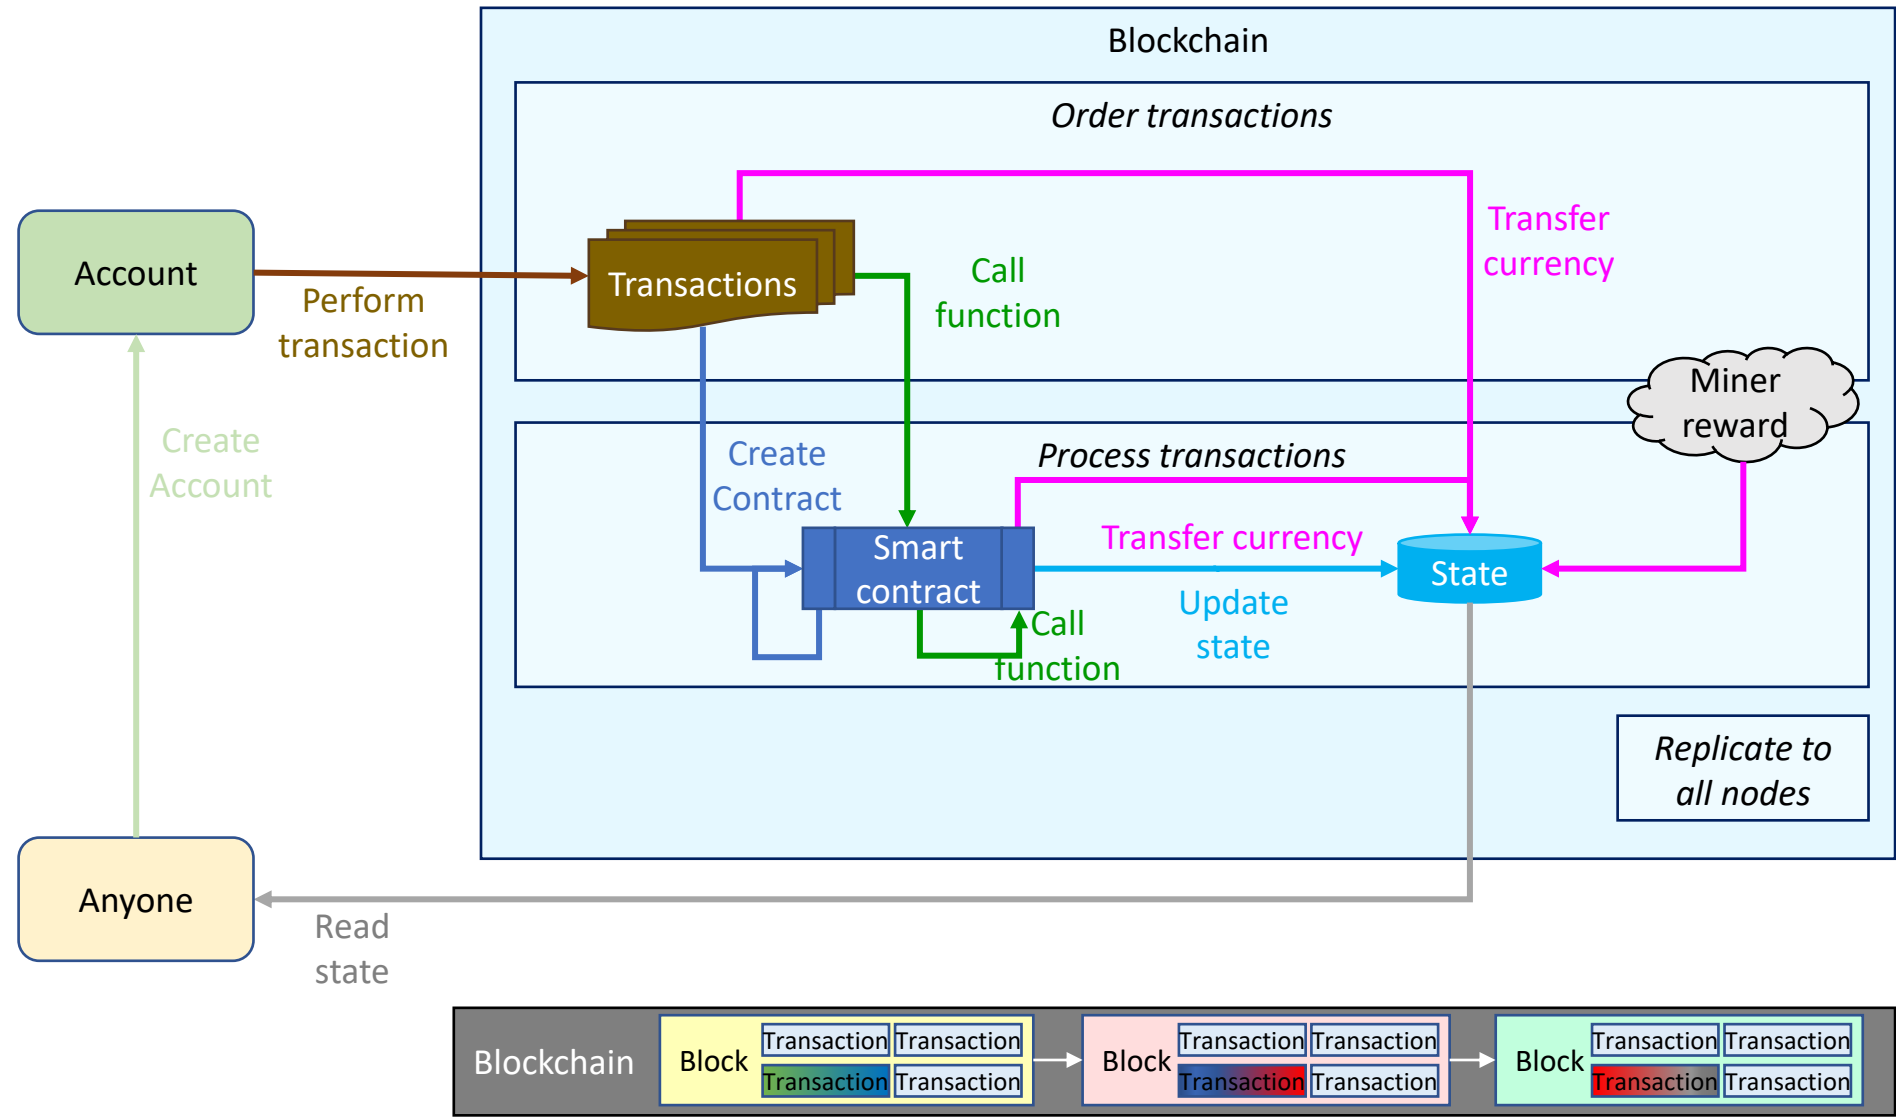 Blockchain
Order transactions
Account
Perform
transaction
Transactions
Call
function
Transfer
currency
Miner
reward
Create
Account
Create
Contract
Process transactions
Smart
contract
Transfer currency
Update
state
State
Call
function
Replicate to
all nodes
Anyone
Read
state
Blockchain
Block
Transaction Transaction
Transaction Transaction
Block
Transaction Transaction
Transaction Transaction
Block
Transaction Transaction
Transaction Transaction